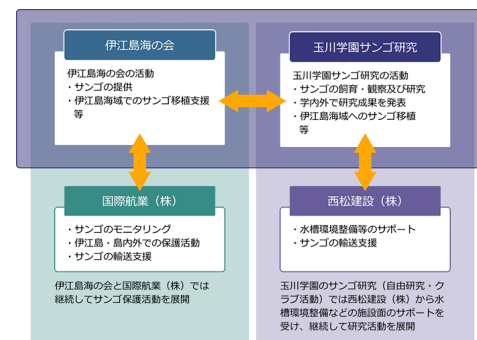 伊江島海の会
伊江島海の会の活動
・サンゴの提供
・伊江島海域でのサンゴ移植支援
等
玉川学園サンゴ研究
玉川学園サンゴ研究の活動
・サンゴの飼育・観察及び研究
・学内外で研究成果を発表
・伊江島海域へのサンゴ移植
等
国際航業（株）
・サンゴのモニタリング
・伊江島・島内外での保護活動
・サンゴの輸送支援
伊江島海の会と国際航業（株）では
継続してサンゴ保護活動を展開
西松建設（株）
・水槽環境整備等のサポート
・サンゴの輸送支援
玉川学園のサンゴ研究（自由研究・ク
ラブ活動）では西松建設（株）から水
槽環境整備などの施設面のサポートを
受け、継続して研究活動を展開